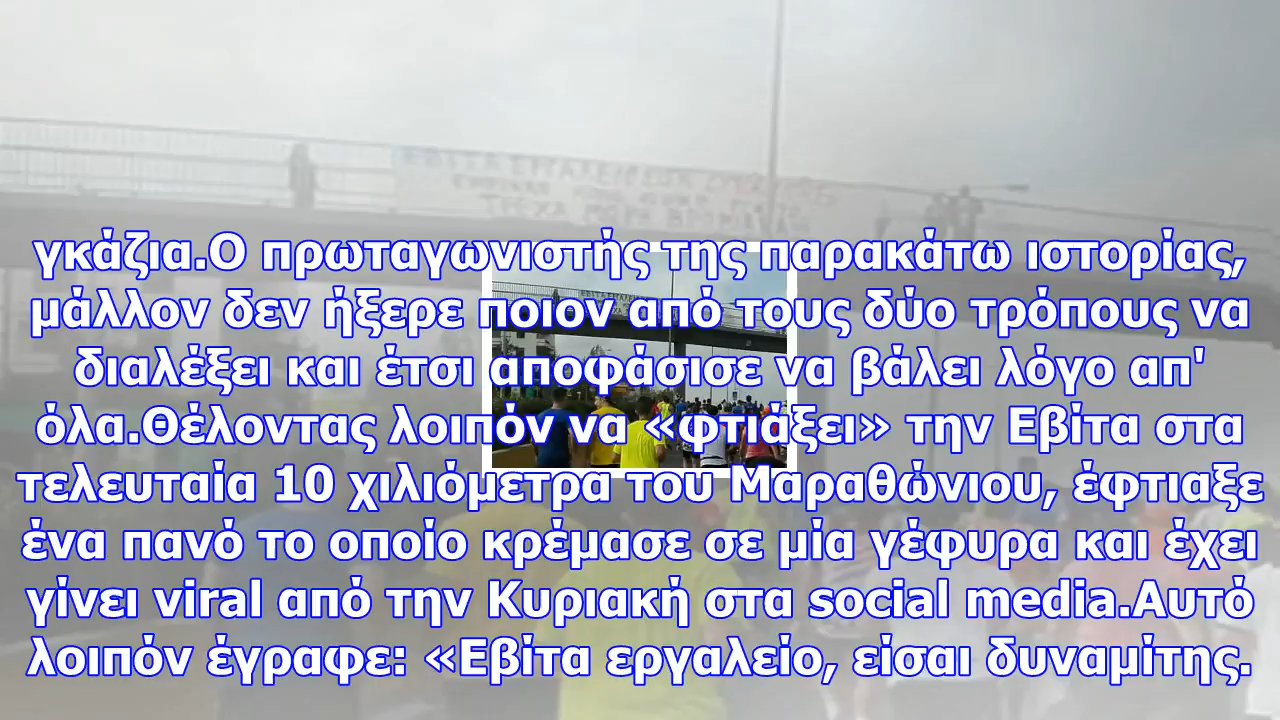 ΕΒΙΤΑ ΕΡΓΑΛΕΙΟ
γκάζια.Ο πρωταγωνιστής της παρακάτω ιστορίας,
μάλλον δεν ήξερε ποιον από τους δύο τρόπους να
διαλέξει και έτσι αποφάσισε να βάλει λόγο απ'
όλα.Θέλοντας λοιπόν να «φτιάξει» την Εβίτα στα
τελευταία 10 χιλιόμετρα του Μαραθώνιου, έφτιαξε
ένα πανό το οποίο κρέμασε σε μία γέφυρα και έχει
γίνει viral από την Κυριακή στα social media.Αυτό
λοιπόν έγραφε: «Εβίτα εργαλείο, είσαι δυναμίτης.